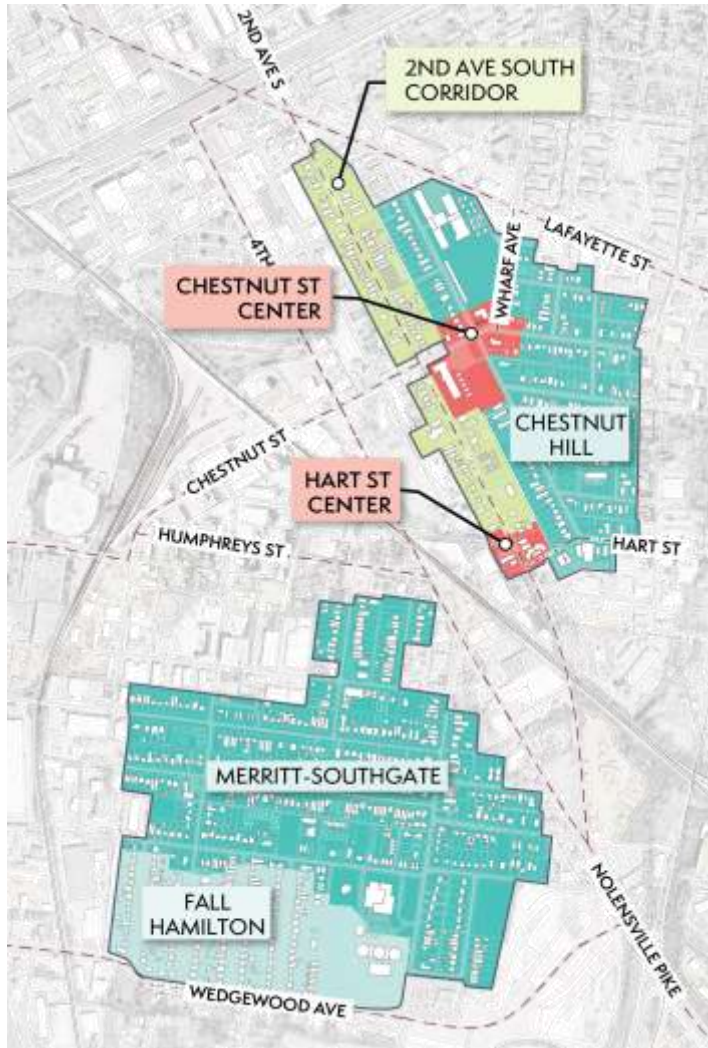 2ND AVE S
2ND AVE SOUTH
CORRIDOR
LAFAYETTE ST
WHARF AVE
4TH
CHESTNUT ST
CENTER
CHESTNUT
HILL
CHESTNUT ST
HART ST
CENTER
HART ST
HUMPHREYS ST
MERRITT-SOUTHGATE
FALL
HAMILTON
NOLENSVILLE PIKE
WEDGEWOOD AVE